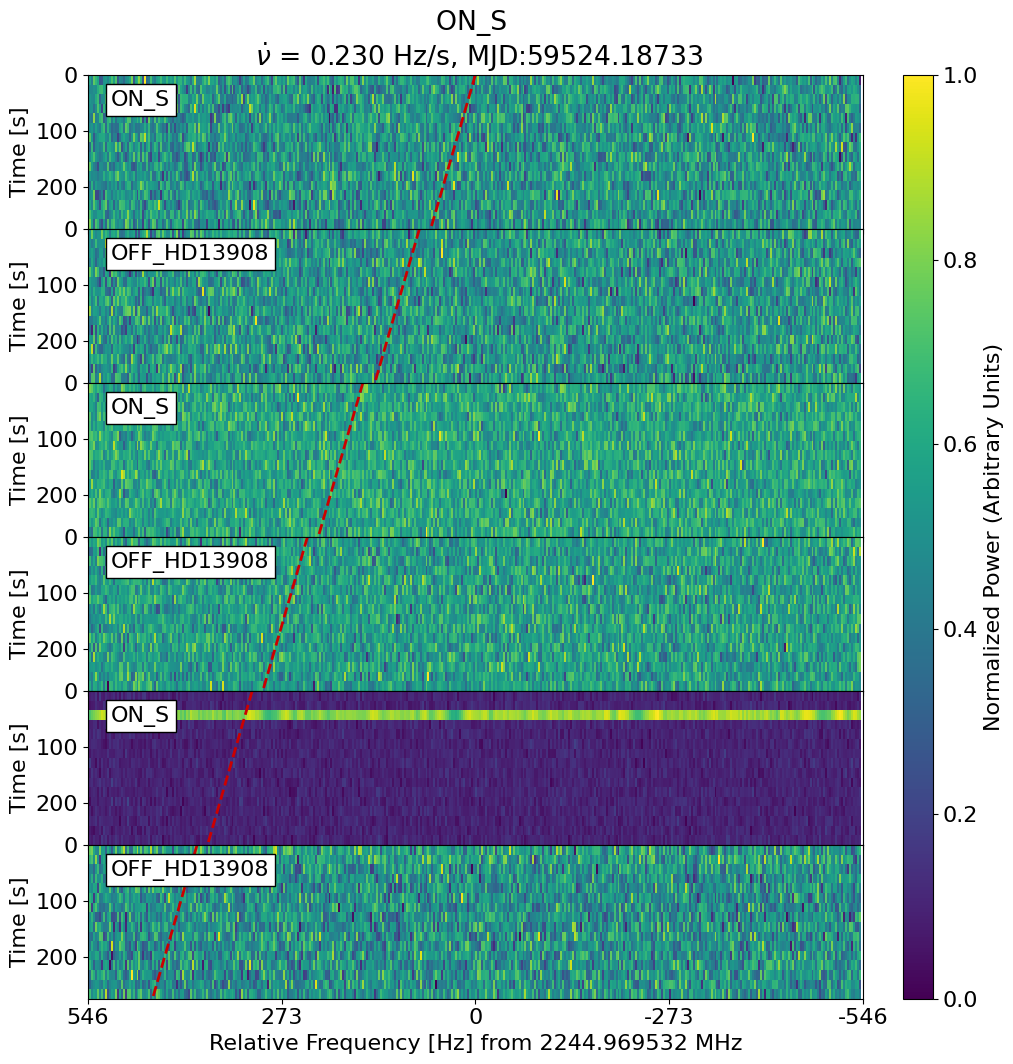 ON_S
ν̇ = 0.230 Hz/s, MJD:59524.18733
0
100
200
Time [s]
ON_S
0
100
200
Time [s]
OFF_HD13908
0
100
200
Time [s]
ON_S
0
100
200
Time [s]
OFF_HD13908
0
100
200
Time [s]
ON_S
0
100
200
Time [s]
OFF_HD13908
546 273 0 -273 -546
Relative Frequency [Hz] from 2244.969532 MHz
1.0
0.8
0.6
0.4
0.2
0.0
Normalized Power (Arbitrary Units)